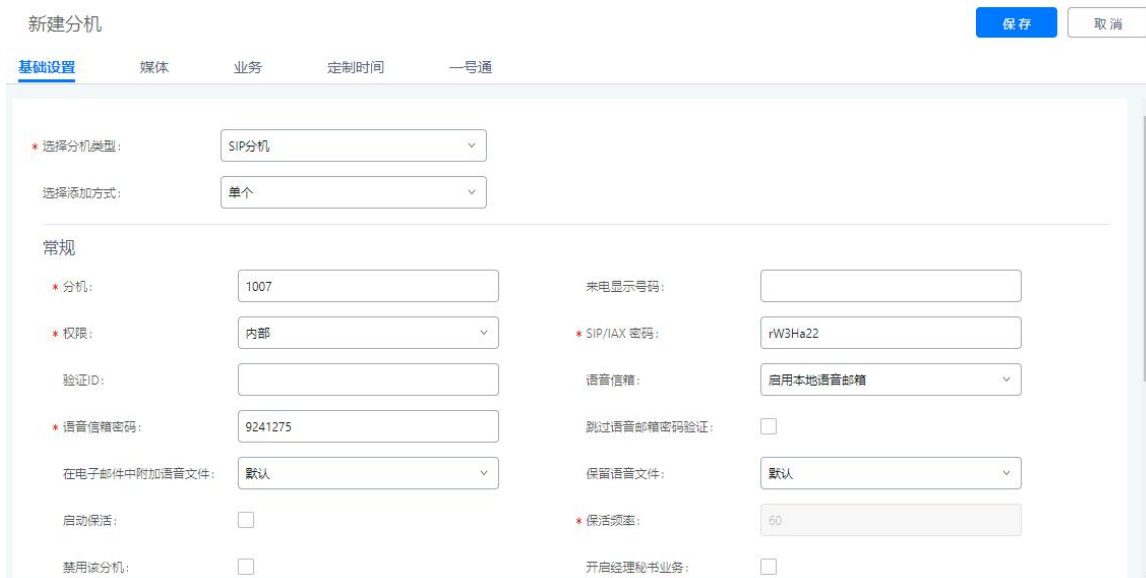 新建分机 保存 取消
基础设置 媒体 业务 定制时间 一号通
* 选择分机类型: SIP分机
选择添加方式: 单个
常规
* 分机: 1007 来电显示号码:
* 权限: 内部 * SIP/IAX 密码: rW3Ha22
验证ID: 语音信箱: 启用本地语音邮箱
* 语音信箱密码: 9241275 跳过语音邮箱密码验证:
在电子邮件中附加语音文件: 默认 保留语音文件: 默认
启动保活: * 保活频率: 60
禁用该分机: 开启经理秘书业务: